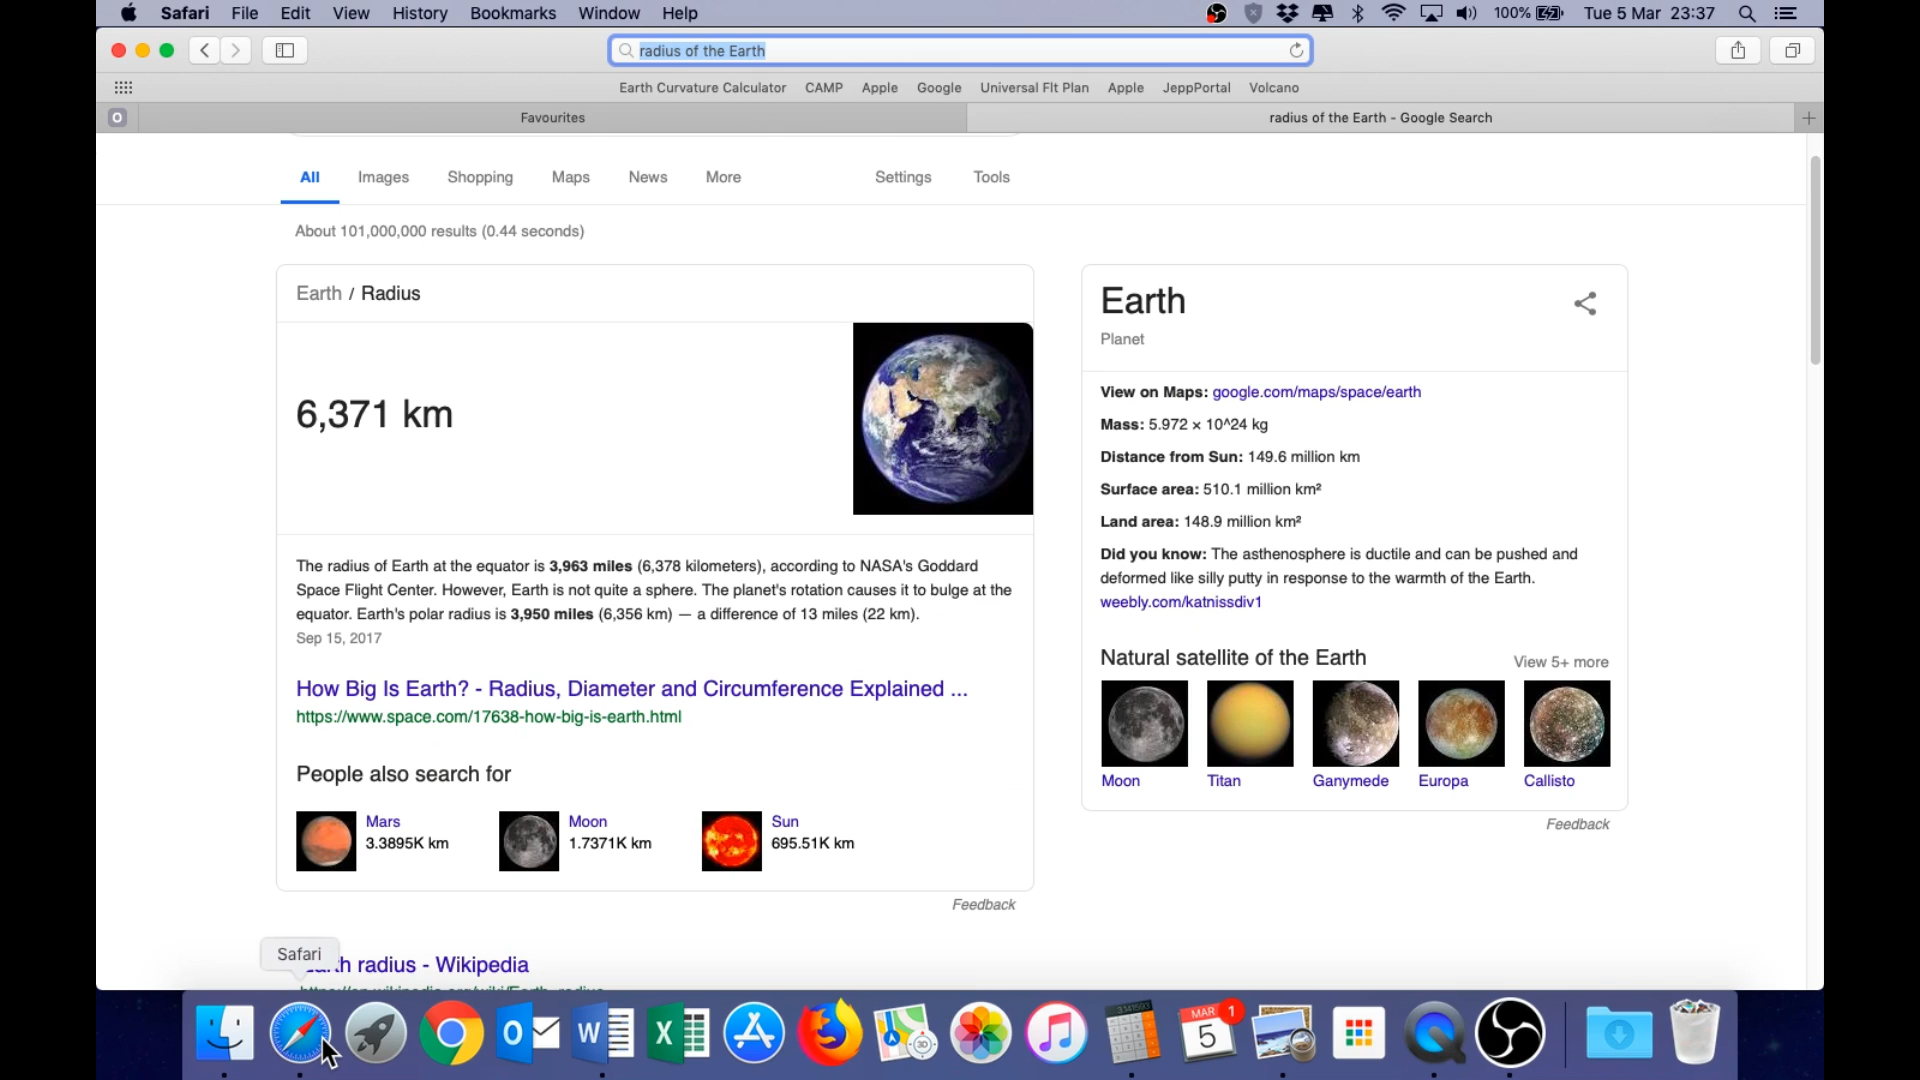 Safari File Edit View History Bookmarks Window Help 100% Tue 5 Mar 23:37
radius of the Earth
Earth Curvature Calculator CAMP Apple Google Universal Flt Plan Apple JeppPortal Volcano
O Favourites radius of the Earth - Google Search
All Images Shopping Maps News More Settings Tools
About 101,000,000 results (0.44 seconds)
Earth / Radius
6,371 km
The radius of Earth at the equator is 3,963 miles (6,378 kilometers), according to NASA's Goddard
Space Flight Center. However, Earth is not quite a sphere. The planet's rotation causes it to bulge at the
equator. Earth's polar radius is 3,950 miles (6,356 km) — a difference of 13 miles (22 km).
Sep 15, 2017
How Big Is Earth? - Radius, Diameter and Circumference Explained ...
https://www.space.com/17638-how-big-is-earth.html
People also search for
Mars
3.3895K km
Moon
1.7371K km
Sun
695.51K km
Feedback
Earth
Planet
View on Maps: google.com/maps/space/earth
Mass: 5.972 × 10^24 kg
Distance from Sun: 149.6 million km
Surface area: 510.1 million km²
Land area: 148.9 million km²
Did you know: The asthenosphere is ductile and can be pushed and
deformed like silly putty in response to the warmth of the Earth.
weebly.com/katnissdiv1
Natural satellite of the Earth View 5+ more
Moon Titan Ganymede Europa Callisto
Feedback
Safari
radius - Wikipedia
O W X 3D MAR 5 1